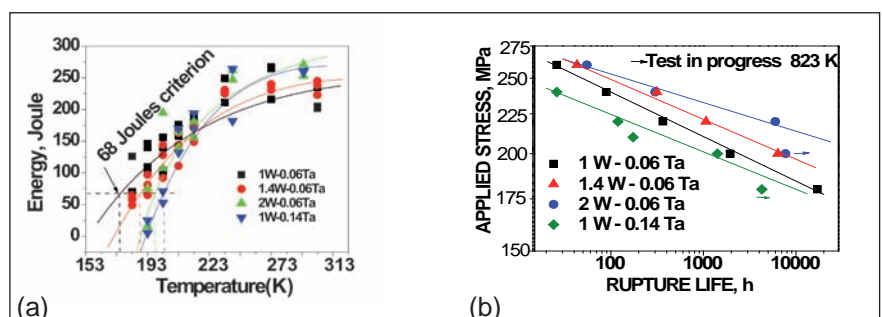 300
250
200
150
100
50
0
Energy, Joule
68 Joules criterion
1W-0.06Ta
1.4W-0.06Ta
2W-0.06Ta
1W-0.14Ta
153 193 233 273 313
Temperature(K)
(a)
275
250
225
200
175
150
APPLIED STRESS, MPa
Test in progress 823 K
1 W - 0.06 Ta
1.4 W - 0.06 Ta
2 W - 0.06 Ta
1 W - 0.14 Ta
100 1000 10000
RUPTURE LIFE, h
(b)